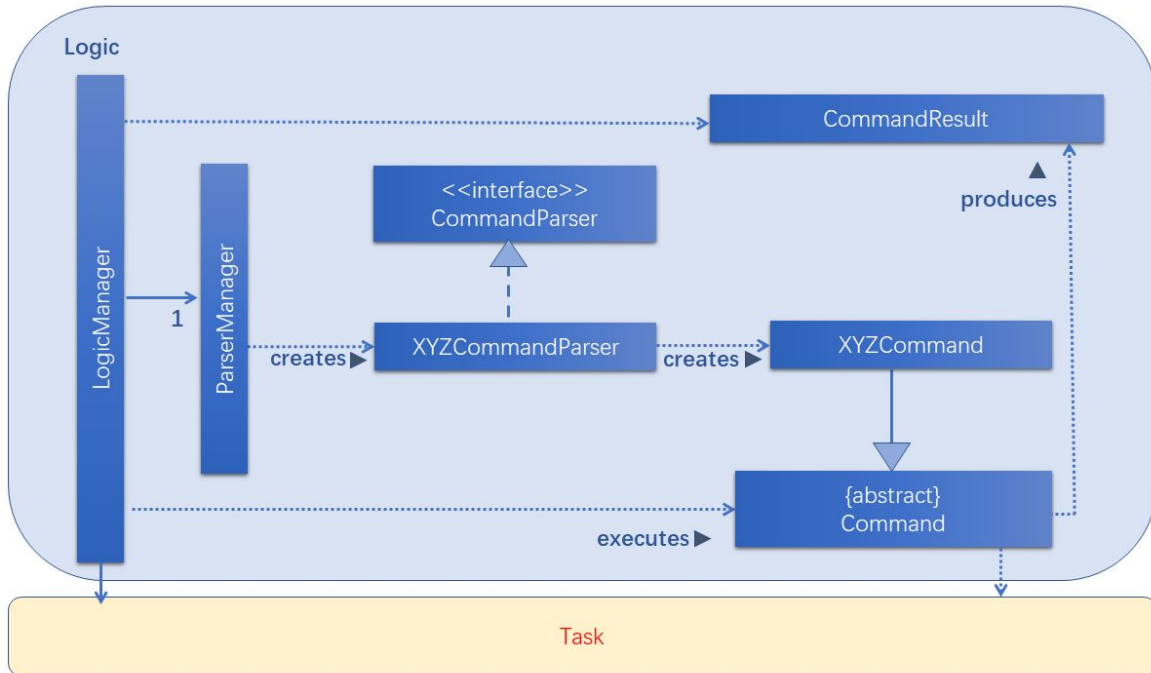 Logic
CommandResult
<<interface>>
CommandParser
produces
LogicManager
ParserManager
1
creates
XYZCommandParser
creates
XYZCommand
{abstract}
Command
executes
Task